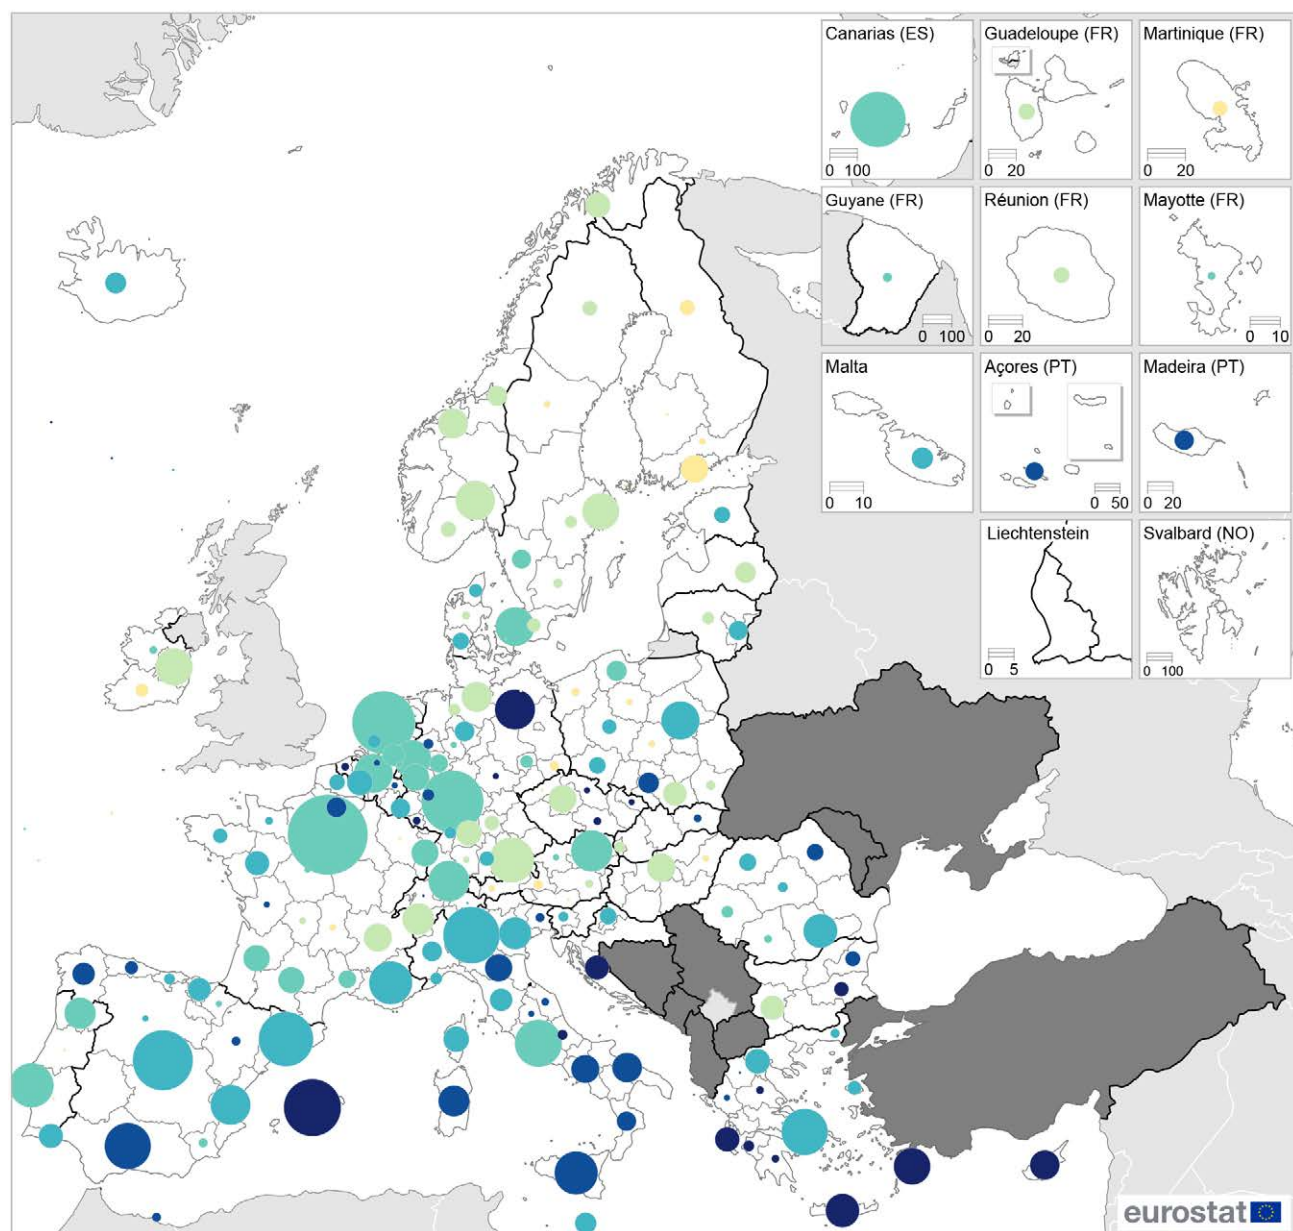 Canarias (ES)
0 100
Guadeloupe (FR)
0 20
Martinique (FR)
0 20
Guyane (FR)
0 100
Réunion (FR)
0 20
Mayotte (FR)
0 10
Malta
0 10
Açores (PT)
0 50
Madeira (PT)
0 20
Liechtenstein
0 5
Svalbard (NO)
0 100
eurostat